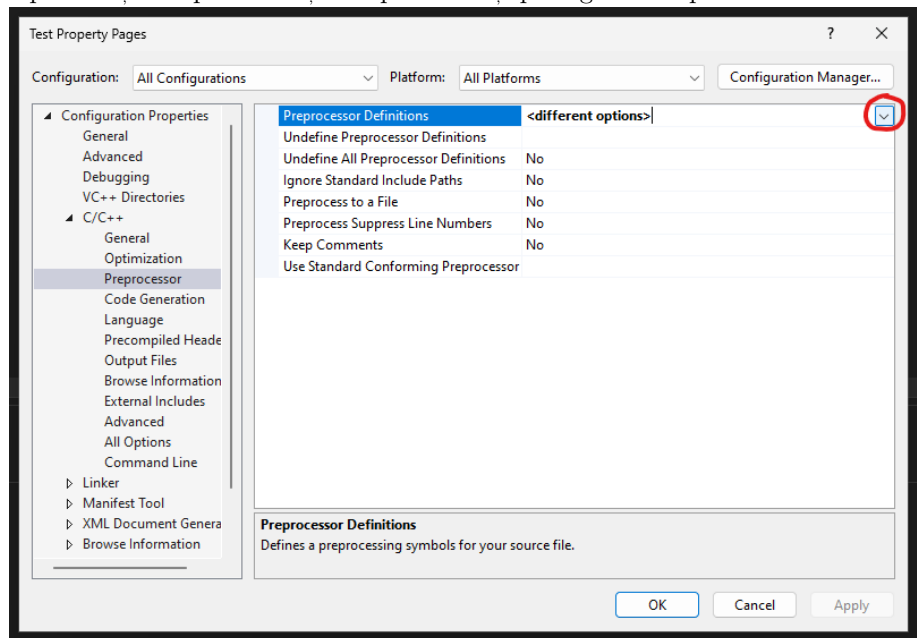 Test Property Pages ? ×
Configuration: All Configurations Platform: All Platforms Configuration Manager...
Configuration Properties
General
Advanced
Debugging
VC++ Directories
C/C++
General
Optimization
Preprocessor
Code Generation
Language
Precompiled Heade
Output Files
Browse Information
External Includes
Advanced
All Options
Command Line
Linker
Manifest Tool
XML Document Genera
Browse Information
Preprocessor Definitions <different options>
Undefine Preprocessor Definitions
Undefine All Preprocessor Definitions No
Ignore Standard Include Paths No
Preprocess to a File No
Preprocess Suppress Line Numbers No
Keep Comments No
Use Standard Conforming Preprocessor
Preprocessor Definitions
Defines a preprocessing symbols for your source file.
OK Cancel Apply